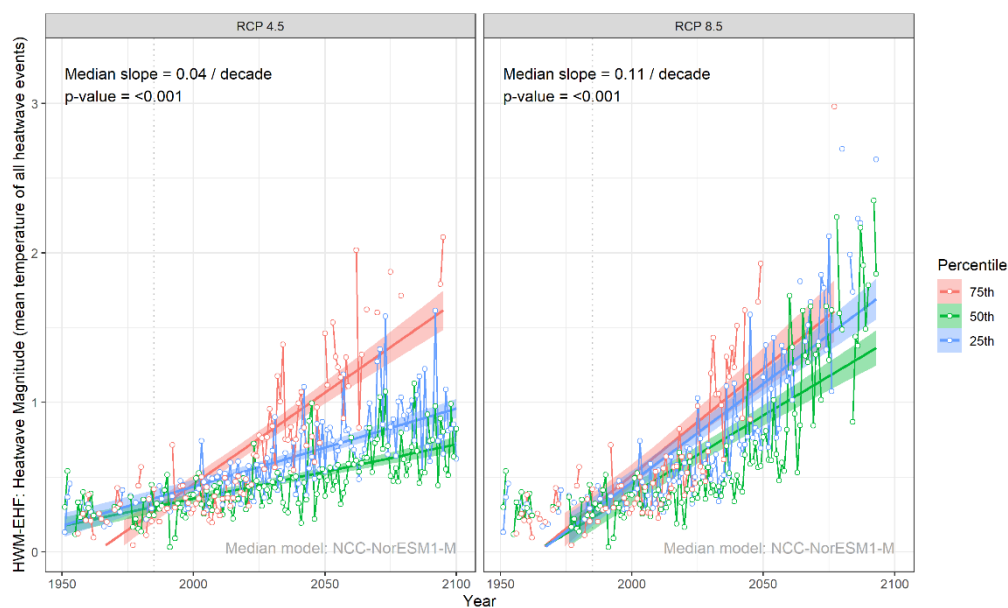 RCP 4.5
RCP 8.5
HWM-EHF: Heatwave Magnitude (mean temperature of all heatwave events)
3
2
1
0
Median slope = 0.04 / decade
p-value = <0.001
Median model: NCC-NorESM1-M
Median slope = 0.11 / decade
p-value = <0.001
Median model: NCC-NorESM1-M
1950
2000
2050
2100
1950
2000
2050
2100
Year
Percentile
75th
50th
25th